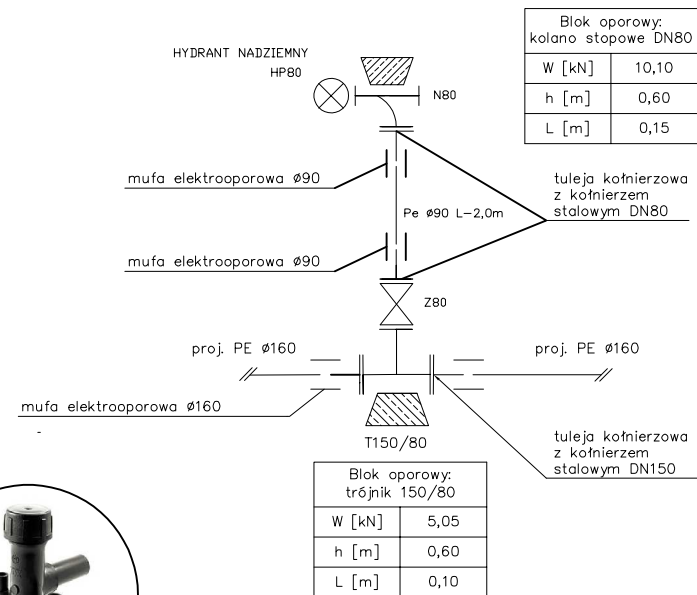 Blok oporowy:
kolano stopowe DN80
W [kN] 10,10
h [m] 0,60
L [m] 0,15
HYDRANT NADZIEMNY
HP80
N80
mufa elektrooporowa ø90
tuleja kołnierzowa
z kołnierzem
stalowym DN80
Pe ø90 L-2,0m
mufa elektrooporowa ø90
Z80
proj. PE ø160
proj. PE ø160
mufa elektrooporowa ø160
-
T150/80
tuleja kołnierzowa
z kołnierzem
stalowym DN150
Blok oporowy:
trójnik 150/80
W [kN] 5,05
h [m] 0,60
L [m] 0,10